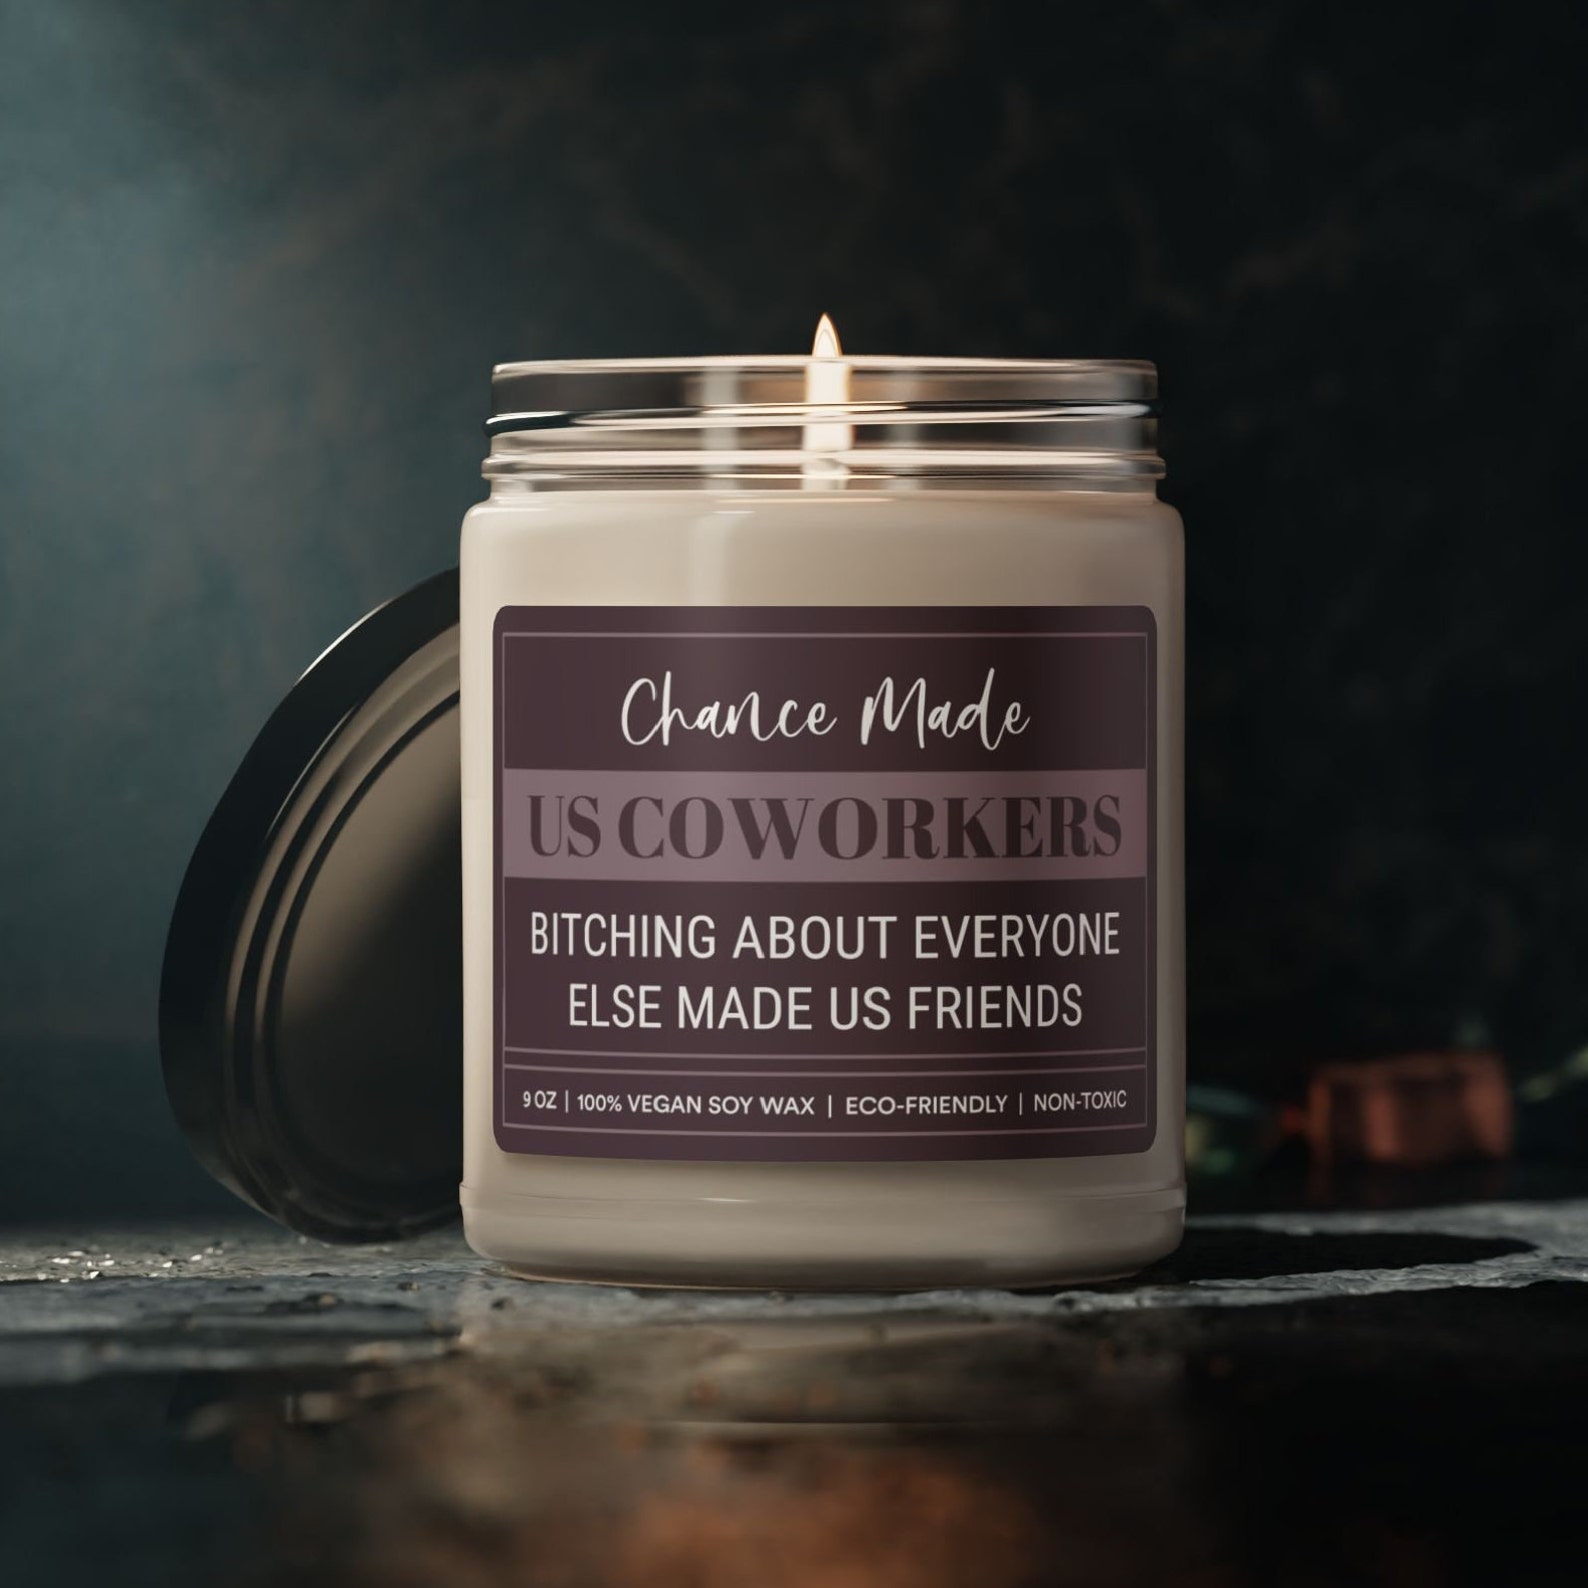 Chance Made
US COWORKERS
BITCHING ABOUT EVERYONE
ELSE MADE US FRIENDS
9 OZ | 100% VEGAN SOY WAX | ECO-FRIENDLY | NON-TOXIC